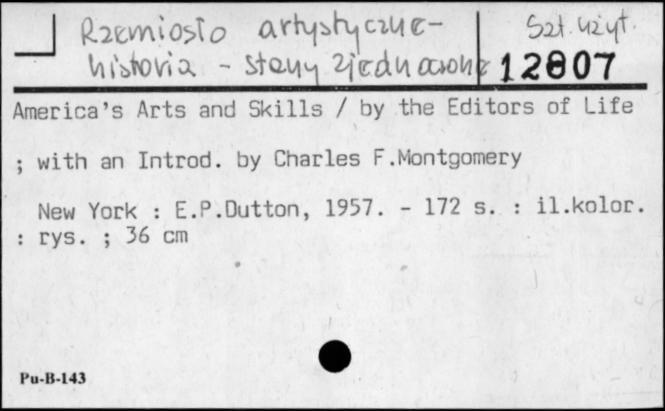 Rzemiosło artystyczne- Szt. użyt.
historia - Stany Zjednoczone 12807
America's Arts and Skills / by the Editors of Life
; with an Introd. by Charles F.Montgomery
New York : E.P.Dutton, 1957. - 172 s. : il.kolor.
: rys. ; 36 cm
Pu-B-143